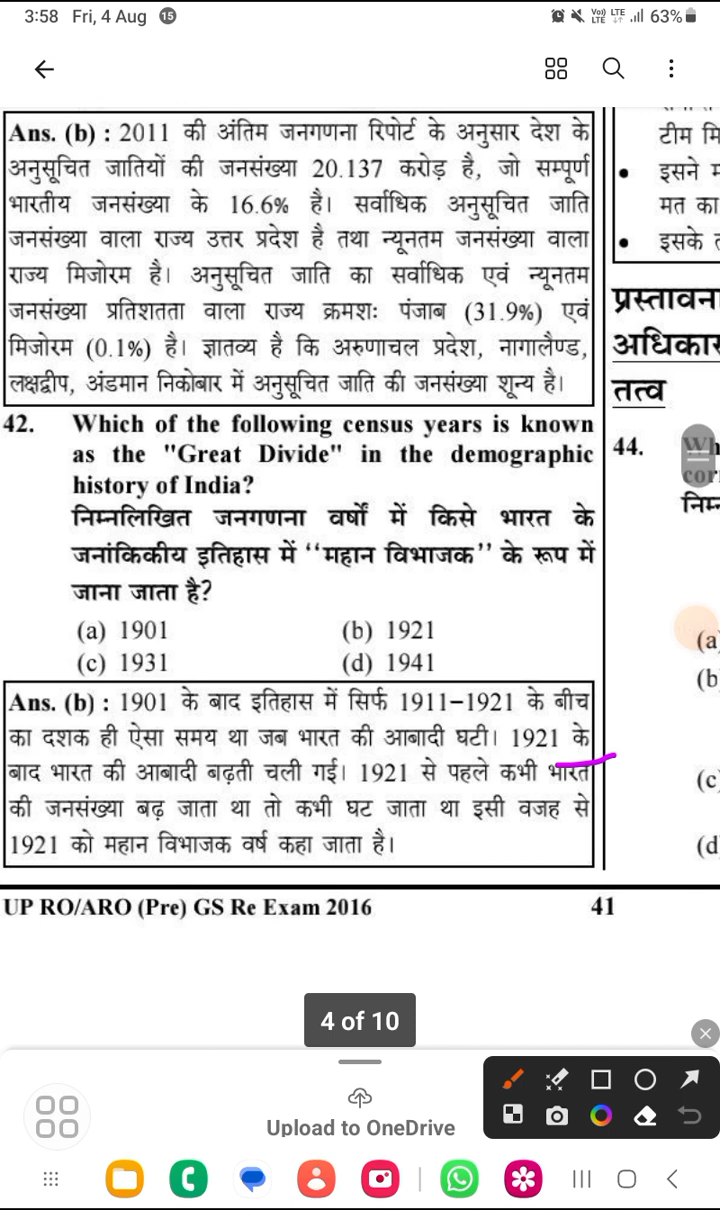 3:58 Fri, 4 Aug 15
Vo) LTE LTE 63%
Ans. (b) : 2011 की अंतिम जनगणना रिपोर्ट के अनुसार देश के
अनुसूचित जातियों की जनसंख्या 20.137 करोड़ है, जो सम्पूर्ण
भारतीय जनसंख्या के 16.6% है। सर्वाधिक अनुसूचित जाति
जनसंख्या वाला राज्य उत्तर प्रदेश है तथा न्यूनतम जनसंख्या वाला
राज्य मिजोरम है। अनुसूचित जाति का सर्वाधिक एवं न्यूनतम
जनसंख्या प्रतिशतता वाला राज्य क्रमशः पंजाब (31.9%) एवं
मिजोरम (0.1%) है। ज्ञातव्य है कि अरुणाचल प्रदेश, नागालैण्ड,
लक्षद्वीप, अंडमान निकोबार में अनुसूचित जाति की जनसंख्या शून्य है।
42. Which of the following census years is known
as the "Great Divide" in the demographic
history of India?
निम्नलिखित जनगणना वर्षों में किसे भारत के
जनांकिकीय इतिहास में ‘‘महान विभाजक’’ के रूप में
जाना जाता है?
(a) 1901 (b) 1921
(c) 1931 (d) 1941
Ans. (b) : 1901 के बाद इतिहास में सिर्फ 1911–1921 के बीच
का दशक ही ऐसा समय था जब भारत की आबादी घटी। 1921 के
बाद भारत की आबादी बढ़ती चली गई। 1921 से पहले कभी भारत
की जनसंख्या बढ़ जाता था तो कभी घट जाता था इसी वजह से
1921 को महान विभाजक वर्ष कहा जाता है।
टीम
• इसने
मत का
• इसके
प्रस्तावना
अधिकार
तत्व
44. Wh
cor
निम्न
(a)
(b
(c)
(d
UP RO/ARO (Pre) GS Re Exam 2016 41
4 of 10
Upload to OneDrive